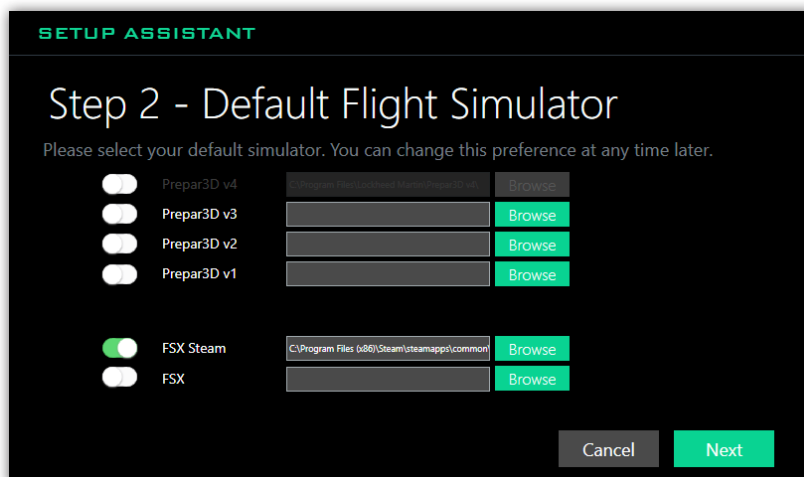 SETUP ASSISTANT
Step 2 - Default Flight Simulator
Please select your default simulator. You can change this preference at any time later.
Prepar3D v4 C:\Program Files\Lockheed Martin\Prepar3D v4\ Browse
Prepar3D v3 Browse
Prepar3D v2 Browse
Prepar3D v1 Browse
FSX Steam C:\Program Files (x86)\Steam\steamapps\common\ Browse
FSX Browse
Cancel Next